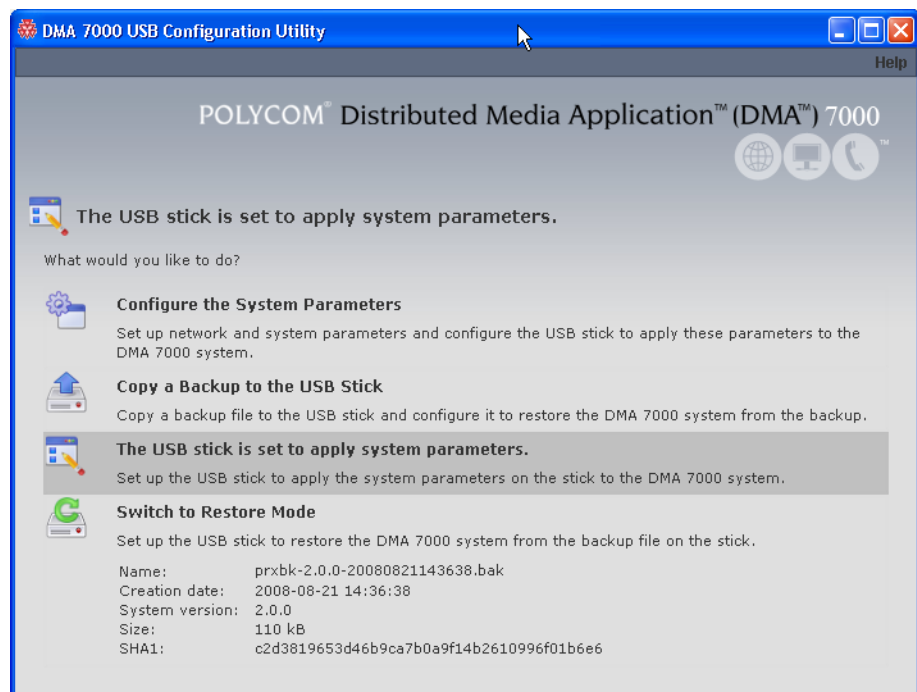 DMA 7000 USB Configuration Utility
Help
POLYCOM® Distributed Media Application™ (DMA™) 7000
™
The USB stick is set to apply system parameters.
What would you like to do?
Configure the System Parameters
Set up network and system parameters and configure the USB stick to apply these parameters to the
DMA 7000 system.
Copy a Backup to the USB Stick
Copy a backup file to the USB stick and configure it to restore the DMA 7000 system from the backup.
The USB stick is set to apply system parameters.
Set up the USB stick to apply the system parameters on the stick to the DMA 7000 system.
Switch to Restore Mode
Set up the USB stick to restore the DMA 7000 system from the backup file on the stick.
Name: prxbk-2.0.0-20080821143638.bak
Creation date: 2008-08-21 14:36:38
System version: 2.0.0
Size: 110 kB
SHA1: c2d3819653d46b9ca7b0a9f14b2610996f01b6e6